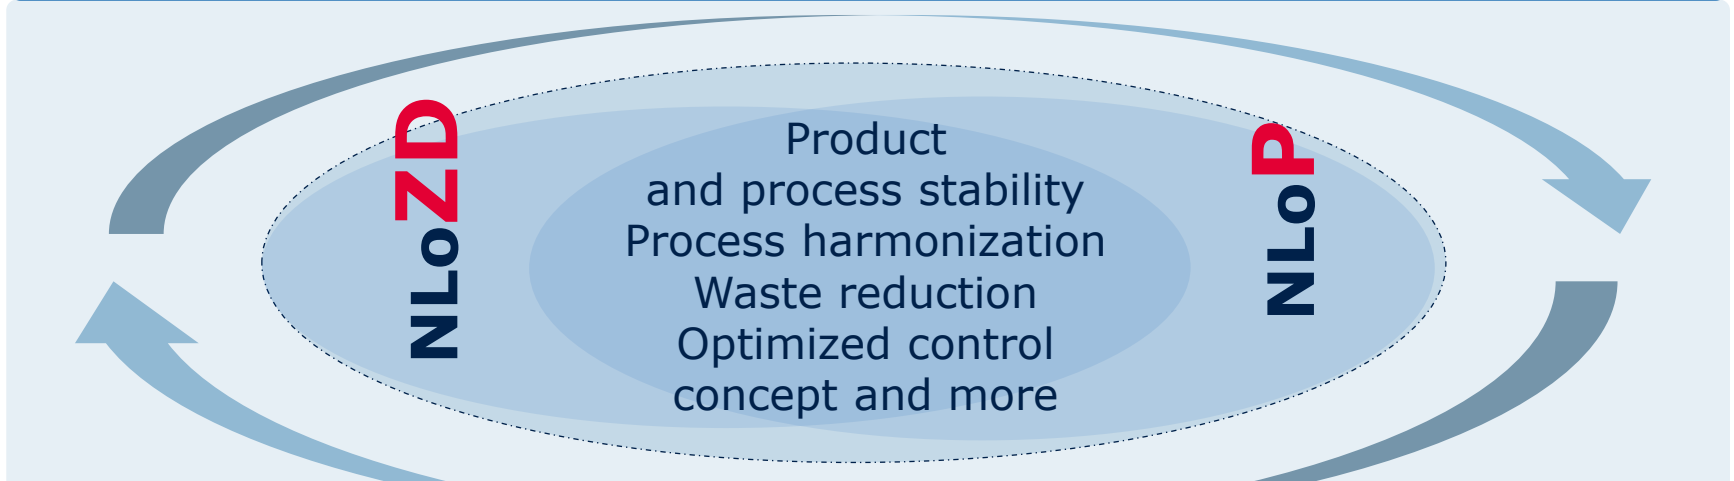 NLoZD
Product
and process stability
Process harmonization
Waste reduction
Optimized control
concept and more
NLoP